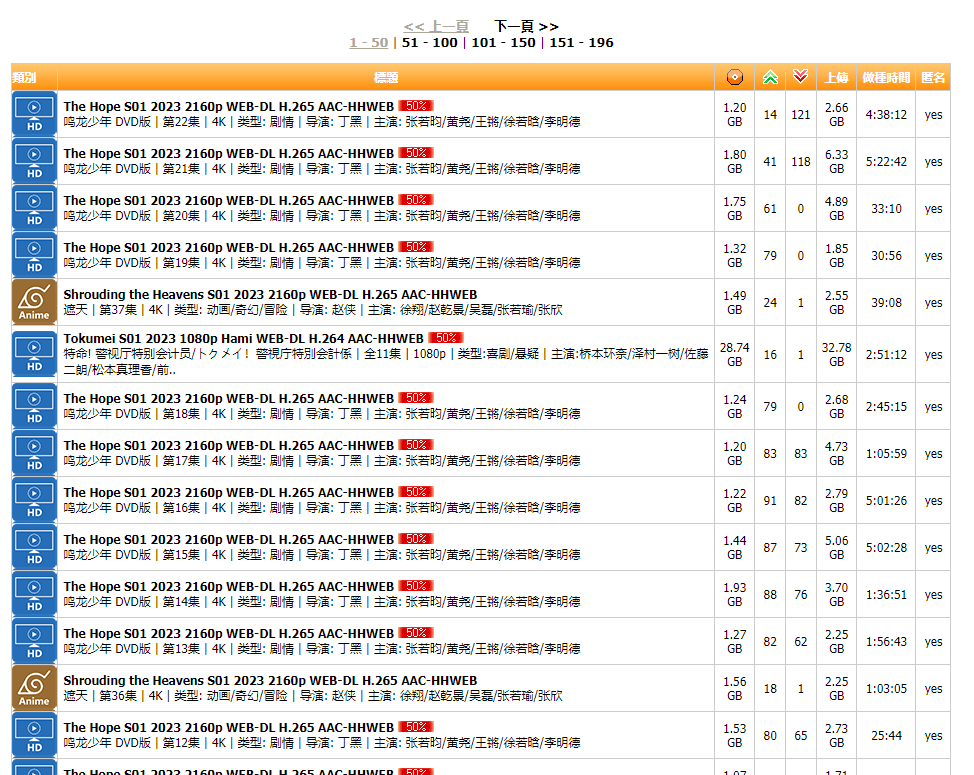 << 上一頁 下一頁 >>
1 - 50 | 51 - 100 | 101 - 150 | 151 - 196
類別 標題 上傳 做種時間 匿名
The Hope S01 2023 2160p WEB-DL H.265 AAC-HHWEB 50%
鸣龙少年 DVD版 | 第22集 | 4K | 类型: 剧情 | 导演: 丁黑 | 主演: 张若昀/黄尧/王锵/徐若晗/李明德
HD 1.20 GB 14 121 2.66 GB 4:38:12 yes
The Hope S01 2023 2160p WEB-DL H.265 AAC-HHWEB 50%
鸣龙少年 DVD版 | 第21集 | 4K | 类型: 剧情 | 导演: 丁黑 | 主演: 张若昀/黄尧/王锵/徐若晗/李明德
HD 1.80 GB 41 118 6.33 GB 5:22:42 yes
The Hope S01 2023 2160p WEB-DL H.265 AAC-HHWEB 50%
鸣龙少年 DVD版 | 第20集 | 4K | 类型: 剧情 | 导演: 丁黑 | 主演: 张若昀/黄尧/王锵/徐若晗/李明德
HD 1.75 GB 61 0 4.89 GB 33:10 yes
The Hope S01 2023 2160p WEB-DL H.265 AAC-HHWEB 50%
鸣龙少年 DVD版 | 第19集 | 4K | 类型: 剧情 | 导演: 丁黑 | 主演: 张若昀/黄尧/王锵/徐若晗/李明德
HD 1.32 GB 79 0 1.85 GB 30:56 yes
Shrouding the Heavens S01 2023 2160p WEB-DL H.265 AAC-HHWEB
遮天 | 第37集 | 4K | 类型: 动画/奇幻/冒险 | 导演: 赵侠 | 主演: 徐翔/赵乾景/吴磊/张若瑜/张欣
Anime 1.49 GB 24 1 2.55 GB 39:08 yes
Tokumei S01 2023 1080p Hami WEB-DL H.264 AAC-HHWEB 50%
特命! 警视厅特别会计员/トクメイ！警視庁特別会計係 | 全11集 | 1080p | 类型:喜剧/悬疑 | 主演:桥本环奈/泽村一树/佐藤
二朗/松本真理香/前..
HD 28.74 GB 16 1 32.78 GB 2:51:12 yes
The Hope S01 2023 2160p WEB-DL H.265 AAC-HHWEB 50%
鸣龙少年 DVD版 | 第18集 | 4K | 类型: 剧情 | 导演: 丁黑 | 主演: 张若昀/黄尧/王锵/徐若晗/李明德
HD 1.24 GB 79 0 2.68 GB 2:45:15 yes
The Hope S01 2023 2160p WEB-DL H.265 AAC-HHWEB 50%
鸣龙少年 DVD版 | 第17集 | 4K | 类型: 剧情 | 导演: 丁黑 | 主演: 张若昀/黄尧/王锵/徐若晗/李明德
HD 1.20 GB 83 83 4.73 GB 1:05:59 yes
The Hope S01 2023 2160p WEB-DL H.265 AAC-HHWEB 50%
鸣龙少年 DVD版 | 第16集 | 4K | 类型: 剧情 | 导演: 丁黑 | 主演: 张若昀/黄尧/王锵/徐若晗/李明德
HD 1.22 GB 91 82 2.79 GB 5:01:26 yes
The Hope S01 2023 2160p WEB-DL H.265 AAC-HHWEB 50%
鸣龙少年 DVD版 | 第15集 | 4K | 类型: 剧情 | 导演: 丁黑 | 主演: 张若昀/黄尧/王锵/徐若晗/李明德
HD 1.44 GB 87 73 5.06 GB 5:02:28 yes
The Hope S01 2023 2160p WEB-DL H.265 AAC-HHWEB 50%
鸣龙少年 DVD版 | 第14集 | 4K | 类型: 剧情 | 导演: 丁黑 | 主演: 张若昀/黄尧/王锵/徐若晗/李明德
HD 1.93 GB 88 76 3.70 GB 1:36:51 yes
The Hope S01 2023 2160p WEB-DL H.265 AAC-HHWEB 50%
鸣龙少年 DVD版 | 第13集 | 4K | 类型: 剧情 | 导演: 丁黑 | 主演: 张若昀/黄尧/王锵/徐若晗/李明德
HD 1.27 GB 82 62 2.25 GB 1:56:43 yes
Shrouding the Heavens S01 2023 2160p WEB-DL H.265 AAC-HHWEB
遮天 | 第36集 | 4K | 类型: 动画/奇幻/冒险 | 导演: 赵侠 | 主演: 徐翔/赵乾景/吴磊/张若瑜/张欣
Anime 1.56 GB 18 1 2.25 GB 1:03:05 yes
The Hope S01 2023 2160p WEB-DL H.265 AAC-HHWEB 50%
鸣龙少年 DVD版 | 第12集 | 4K | 类型: 剧情 | 导演: 丁黑 | 主演: 张若昀/黄尧/王锵/徐若晗/李明德
HD 1.53 GB 80 65 2.73 GB 25:44 yes
The Hope S01 2023 2160p WEB-DL H.265 AAC-HHWEB 50%